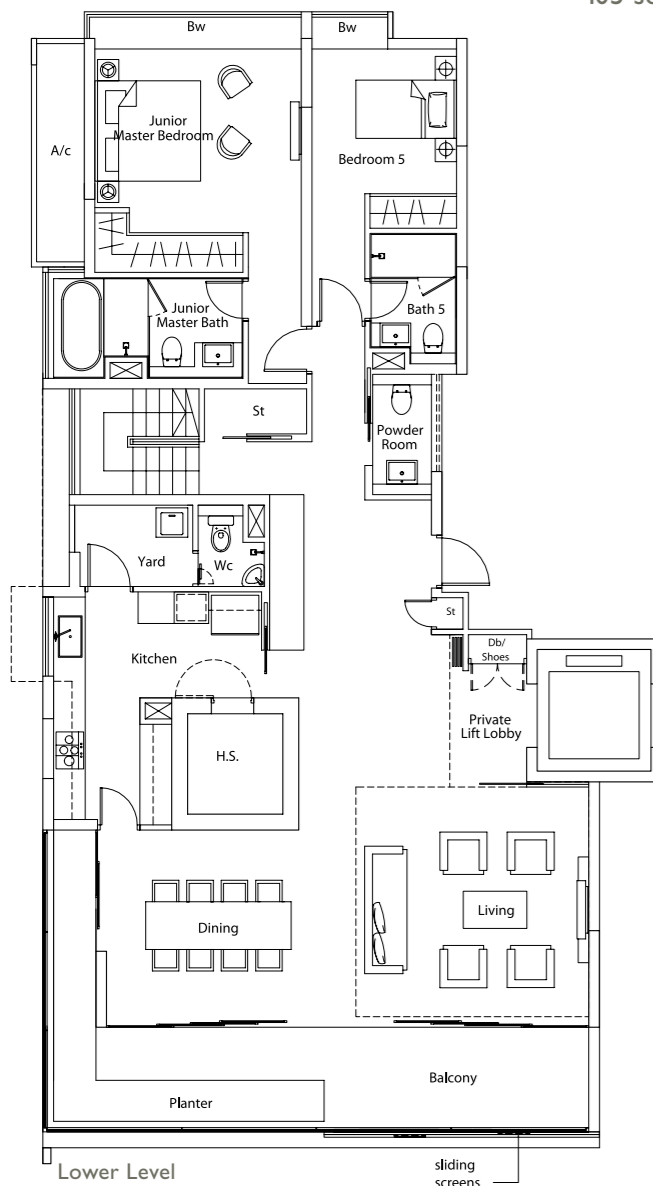 Bw
Bw
Junior
Master Bedroom
A/c
Bedroom 5
Junior
Master Bath
Bath 5
St
Powder
Room
Yard
Wc
St
Kitchen
Db/
Shoes
Private
Lift Lobby
H.S.
Living
Dining
Balcony
Planter
Lower Level
sliding
screens